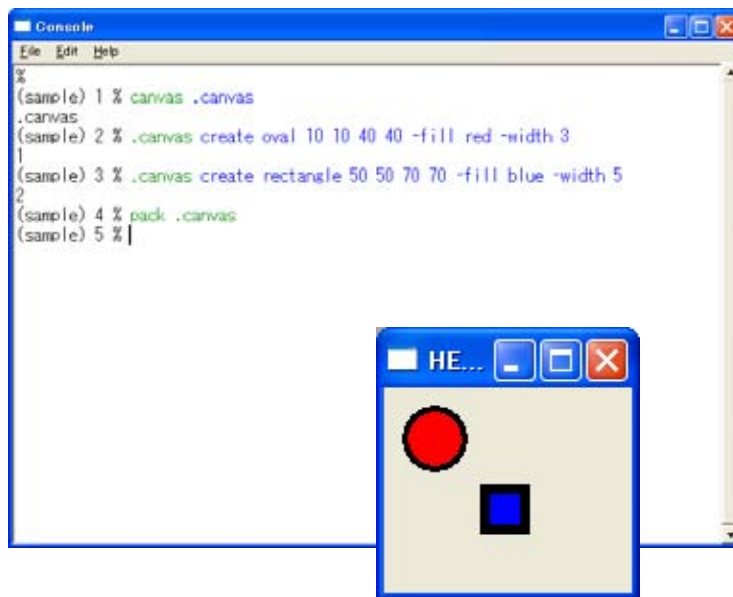 Console
File Edit Help
%
(sample) 1 % canvas .canvas
.canvas
(sample) 2 % .canvas create oval 10 10 40 40 -fill red -width 3
1
(sample) 3 % .canvas create rectangle 50 50 70 70 -fill blue -width 5
2
(sample) 4 % pack .canvas
(sample) 5 %
HE...